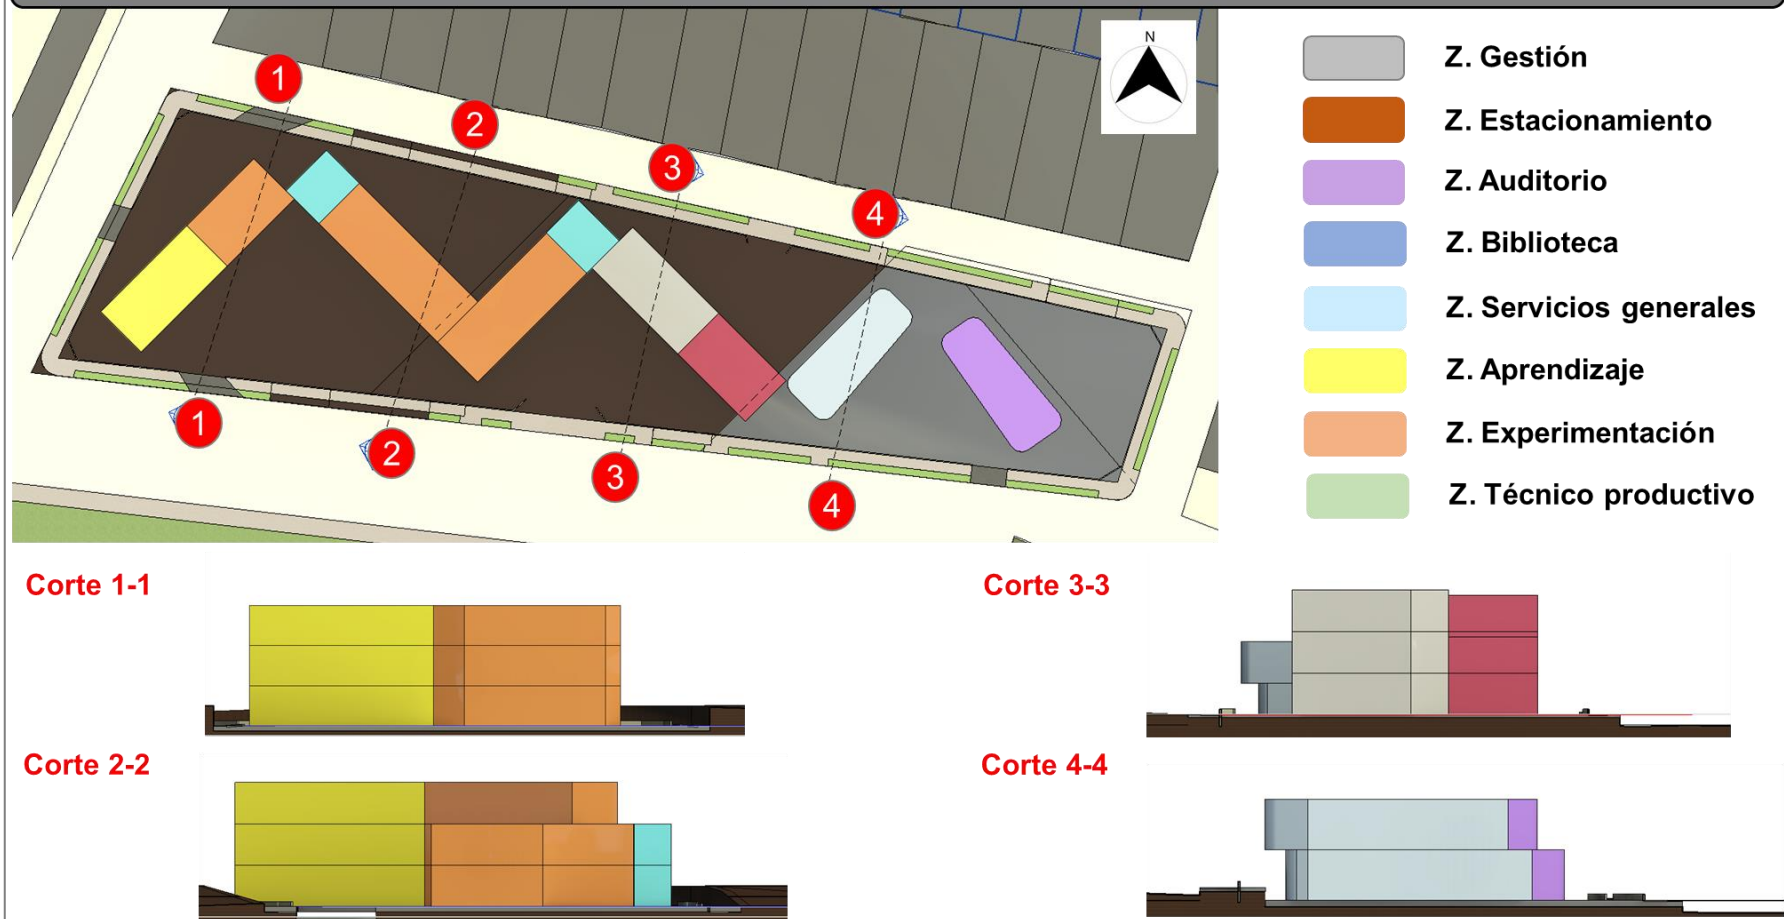 N
1
2
3
4
1
2
3
4
Z. Gestión
Z. Estacionamiento
Z. Auditorio
Z. Biblioteca
Z. Servicios generales
Z. Aprendizaje
Z. Experimentación
Z. Técnico productivo
Corte 1-1
Corte 3-3
Corte 2-2
Corte 4-4